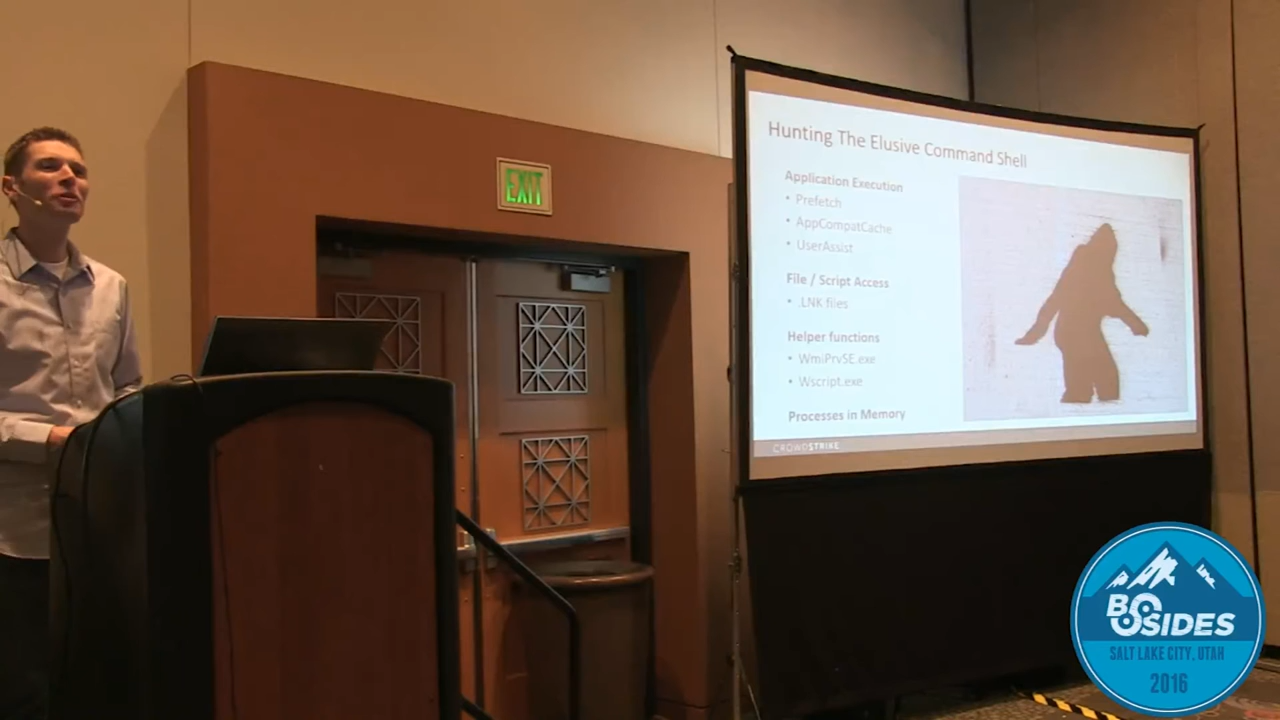 EXIT
Hunting The Elusive Command Shell
Application Execution
• Prefetch
• AppCompatCache
• UserAssist
File / Script Access
• .LNK files
Helper functions
• WmiPrvSE.exe
• Wscript.exe
Processes in Memory
CROWDSTRIKE
BSIDES
SALT LAKE CITY, UTAH
2016